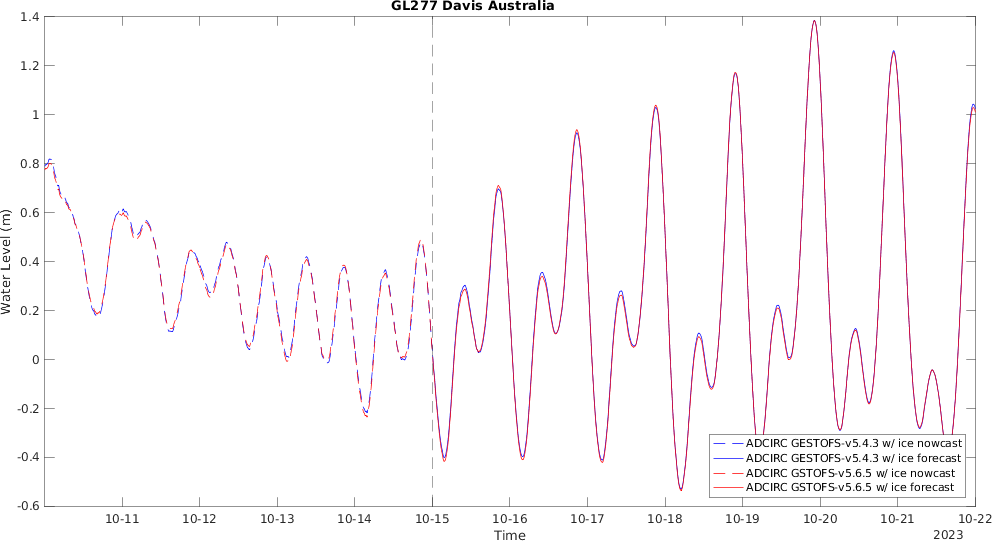 GL277 Davis Australia
1.4
1.2
1
0.8
0.6
0.4
0.2
0
-0.2
-0.4
-0.6
Water Level (m)
ADCIRC GESTOFS-v5.4.3 w/ ice nowcast
ADCIRC GESTOFS-v5.4.3 w/ ice forecast
ADCIRC GSTOFS-v5.6.5 w/ ice nowcast
ADCIRC GSTOFS-v5.6.5 w/ ice forecast
10-11 10-12 10-13 10-14 10-15 10-16 10-17 10-18 10-19 10-20 10-21 10-22
Time
2023